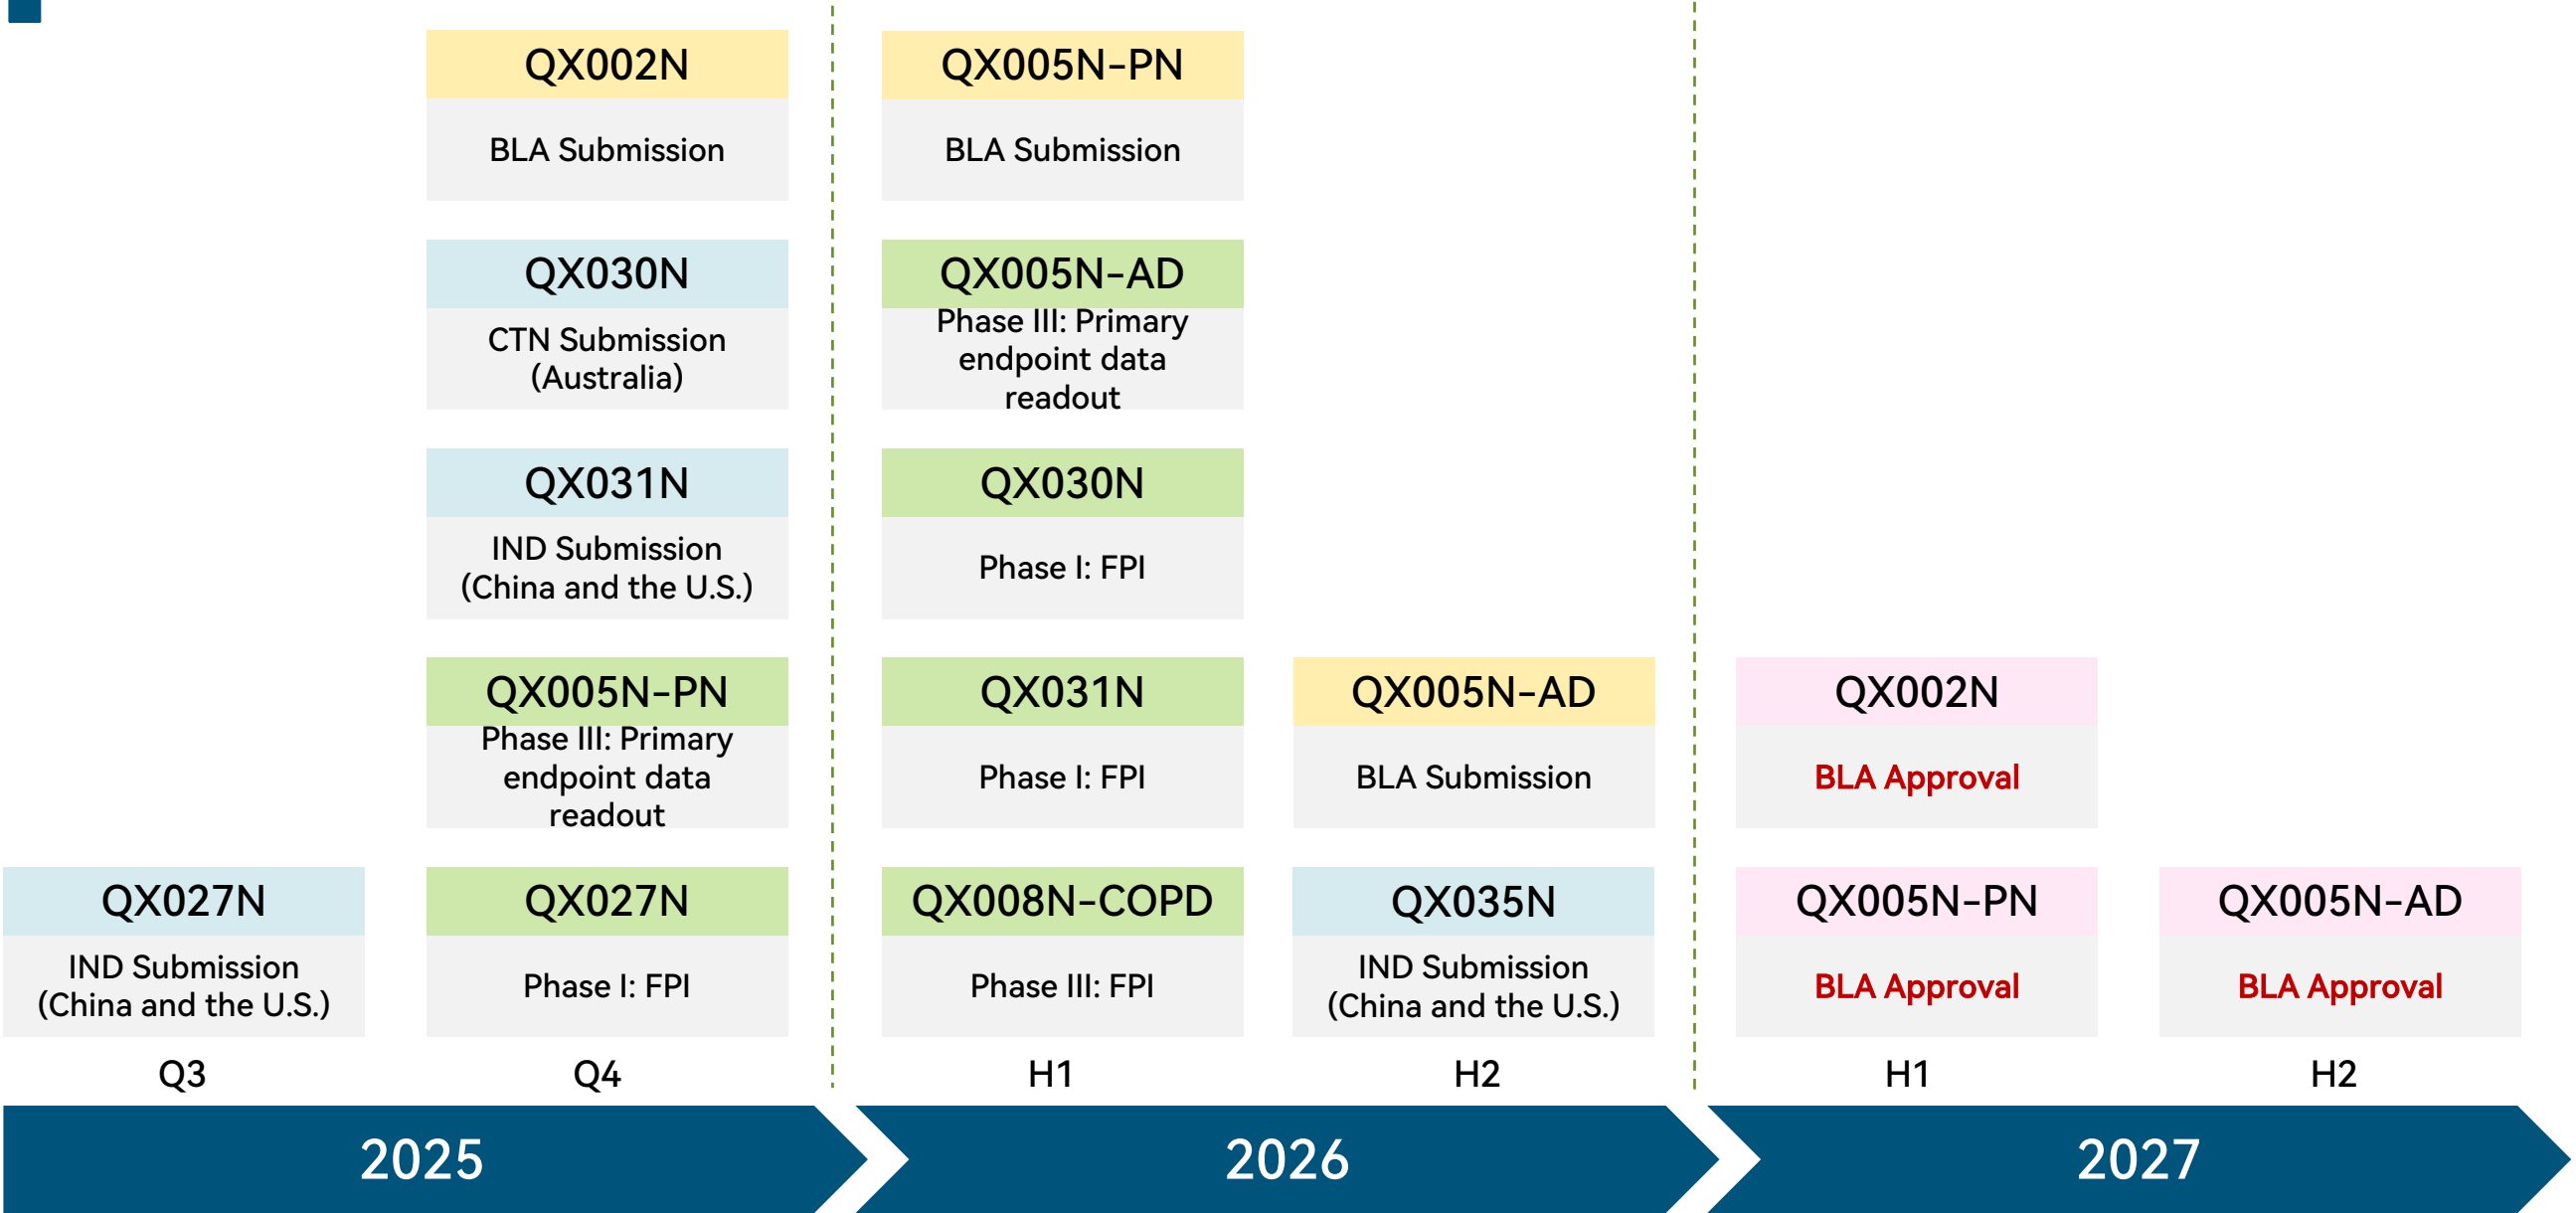 QX002N
BLA Submission
QX005N-PN
BLA Submission
QX030N
CTN Submission
(Australia)
QX005N-AD
Phase III: Primary
endpoint data
readout
QX031N
IND Submission
(China and the U.S.)
QX030N
Phase I: FPI
QX005N-PN
Phase III: Primary
endpoint data
readout
QX031N
Phase I: FPI
QX005N-AD
BLA Submission
QX002N
BLA Approval
QX027N
IND Submission
(China and the U.S.)
QX027N
Phase I: FPI
QX008N-COPD
Phase III: FPI
QX035N
IND Submission
(China and the U.S.)
QX005N-PN
BLA Approval
QX005N-AD
BLA Approval
Q3
Q4
H1
H2
H1
H2
2025
2026
2027